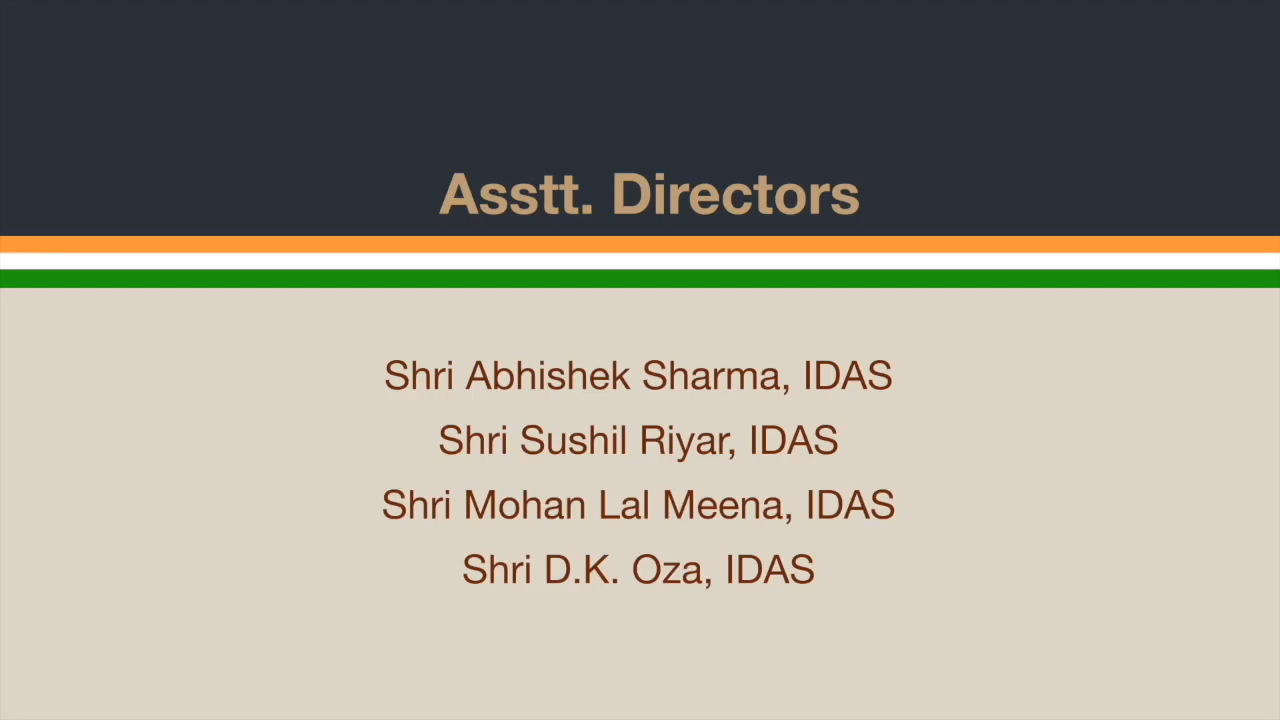 Asstt. Directors
Shri Abhishek Sharma, IDAS
Shri Sushil Riyar, IDAS
Shri Mohan Lal Meena, IDAS
Shri D.K. Oza, IDAS